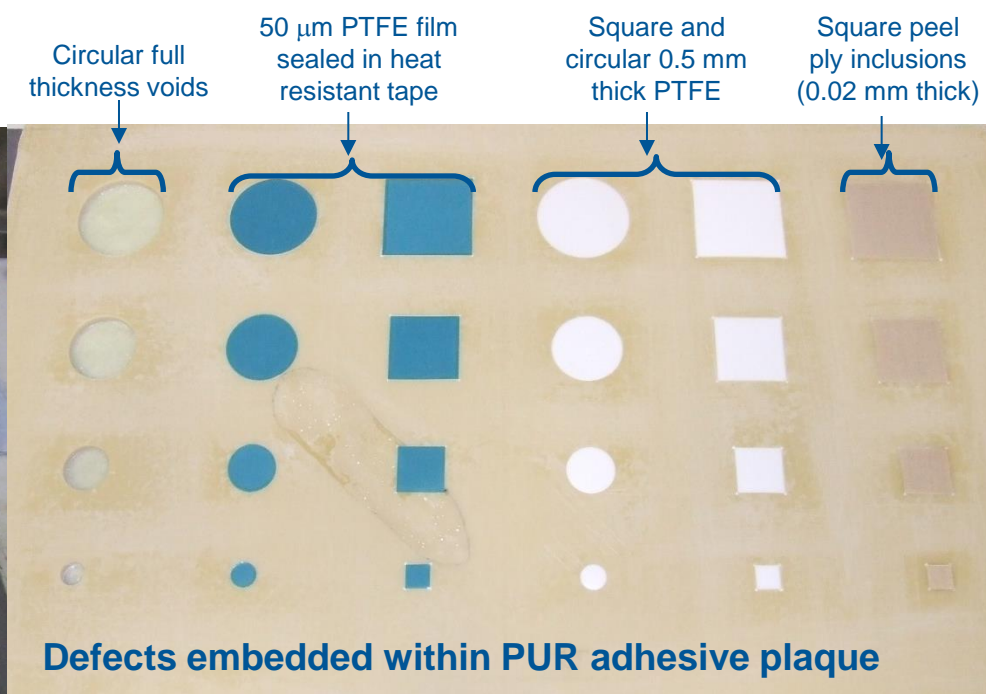 Circular full
thickness voids
50 μm PTFE film
sealed in heat
resistant tape
Square and
circular 0.5 mm
thick PTFE
Square peel
ply inclusions
(0.02 mm thick)
Defects embedded within PUR adhesive plaque